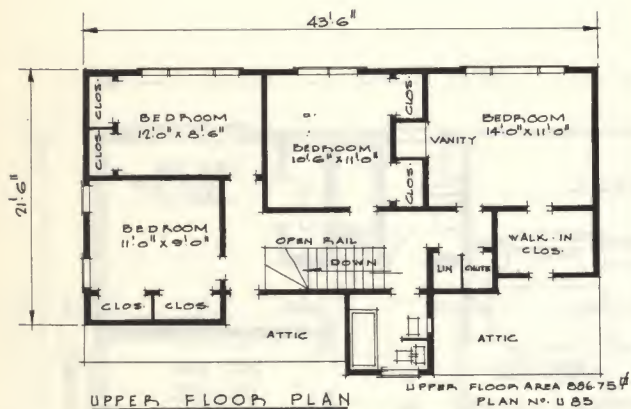 43'6"
21'6"
CLOS.
CLOS.
BEDROOM
12'0" X 8'6"
BEDROOM
10'6" X 11'0"
CLOS.
VANITY
CLOS.
BEDROOM
14'0" X 11'0"
BEDROOM
11'0" X 9'0"
CLOS.
CLOS.
OPEN RAIL
DOWN
LIN
CHUTE
WALK-IN
CLOS.
ATTIC
ATTIC
UPPER FLOOR PLAN
UPPER FLOOR AREA 886.75
PLAN NO. U 85